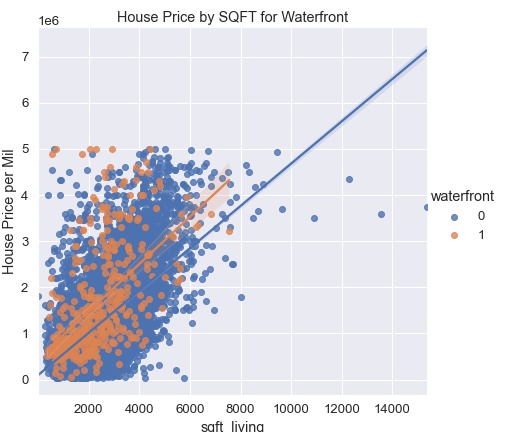 House Price by SQFT for Waterfront
1e6
7
6
5
4
3
2
1
0
House Price per Mil
2000 4000 6000 8000 10000 12000 14000
sqft_living
waterfront
0
1